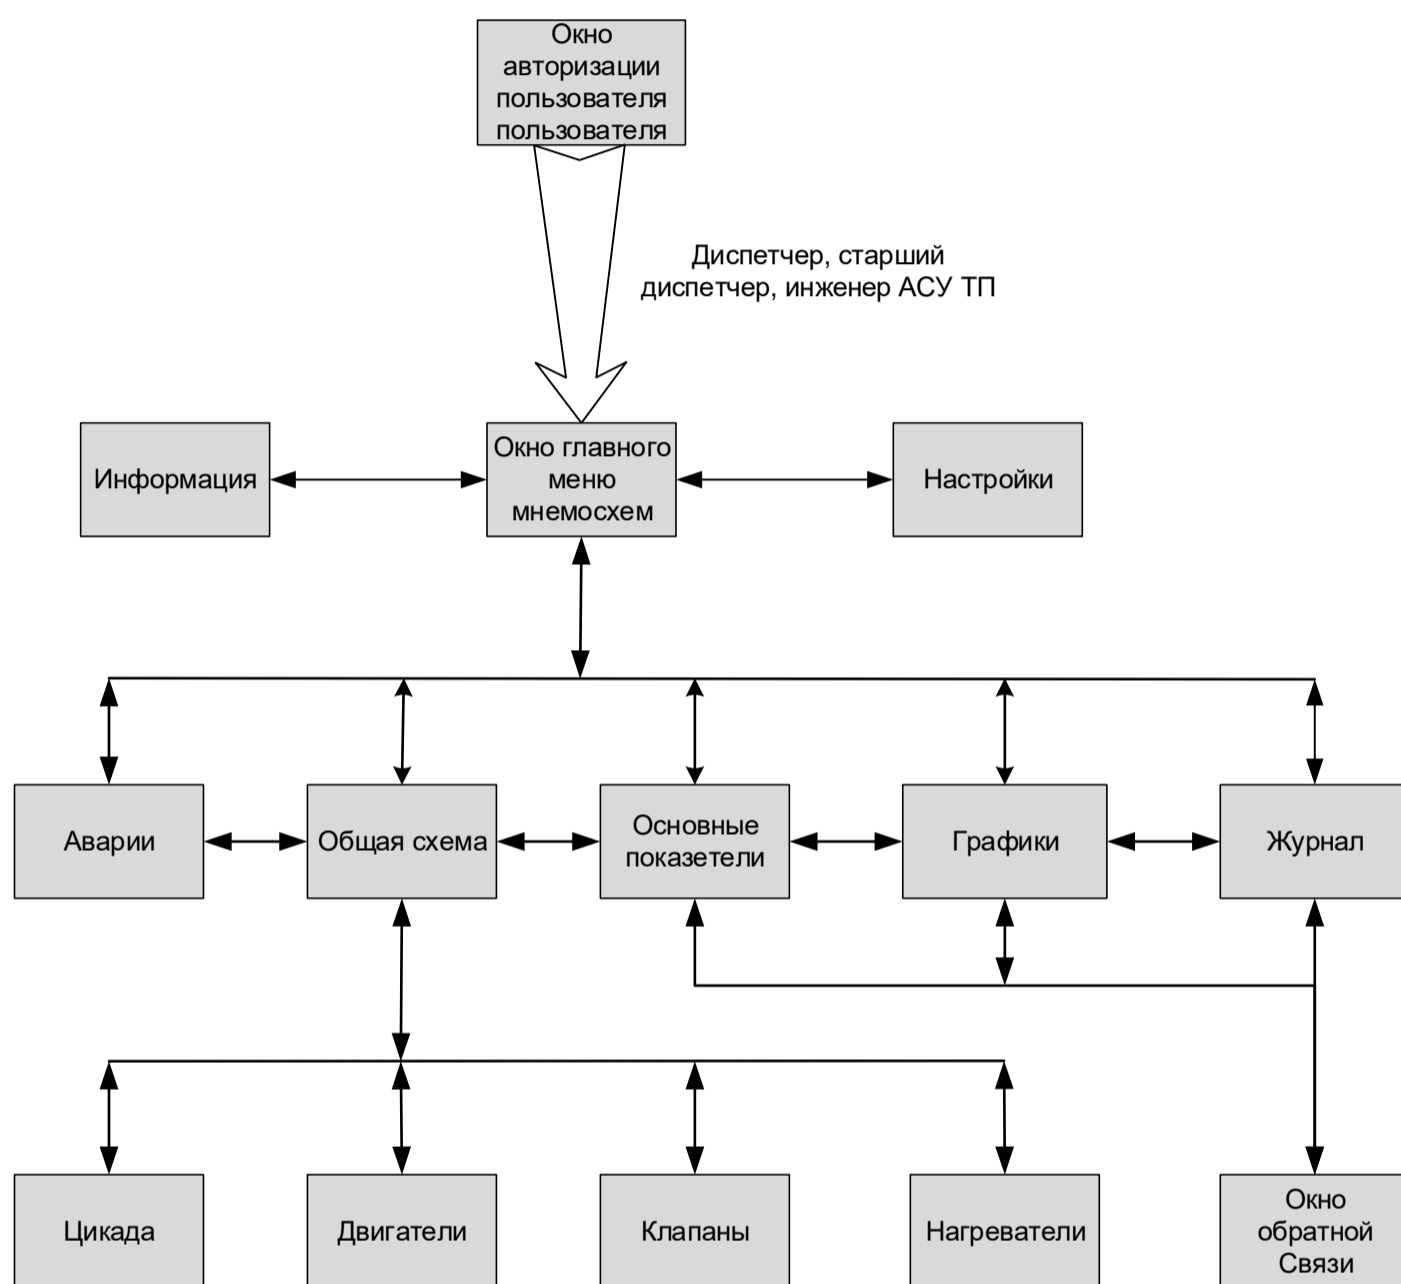 Окно
авторизации
пользователя
пользователя
Диспетчер, старший
диспетчер, инженер АСУ ТП
Информация
Окно главного
меню
мнемосхем
Настройки
Аварии
Общая схема
Основные
показетели
Графики
Журнал
Цикада
Двигатели
Клапаны
Нагреватели
Окно
обратной
Связи